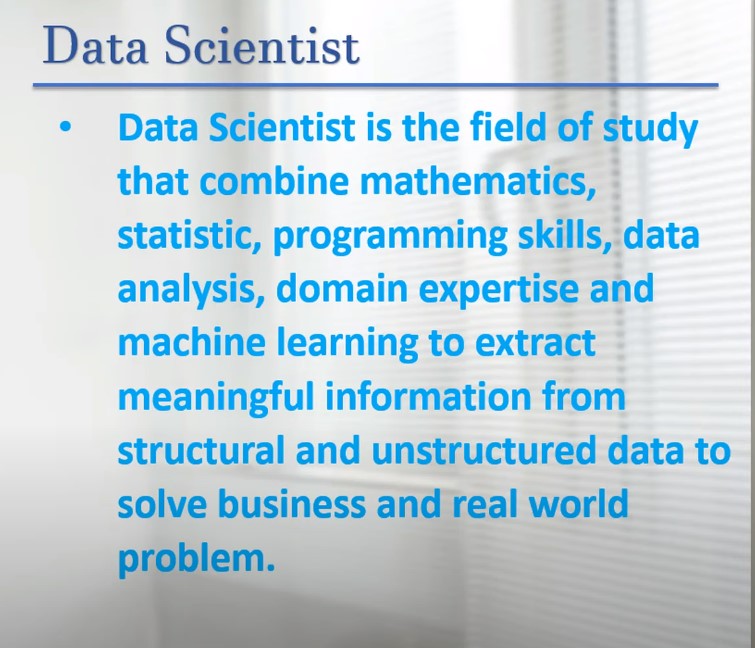 Data Scientist
• Data Scientist is the field of study
that combine mathematics,
statistic, programming skills, data
analysis, domain expertise and
machine learning to extract
meaningful information from
structural and unstructured data to
solve business and real world
problem.